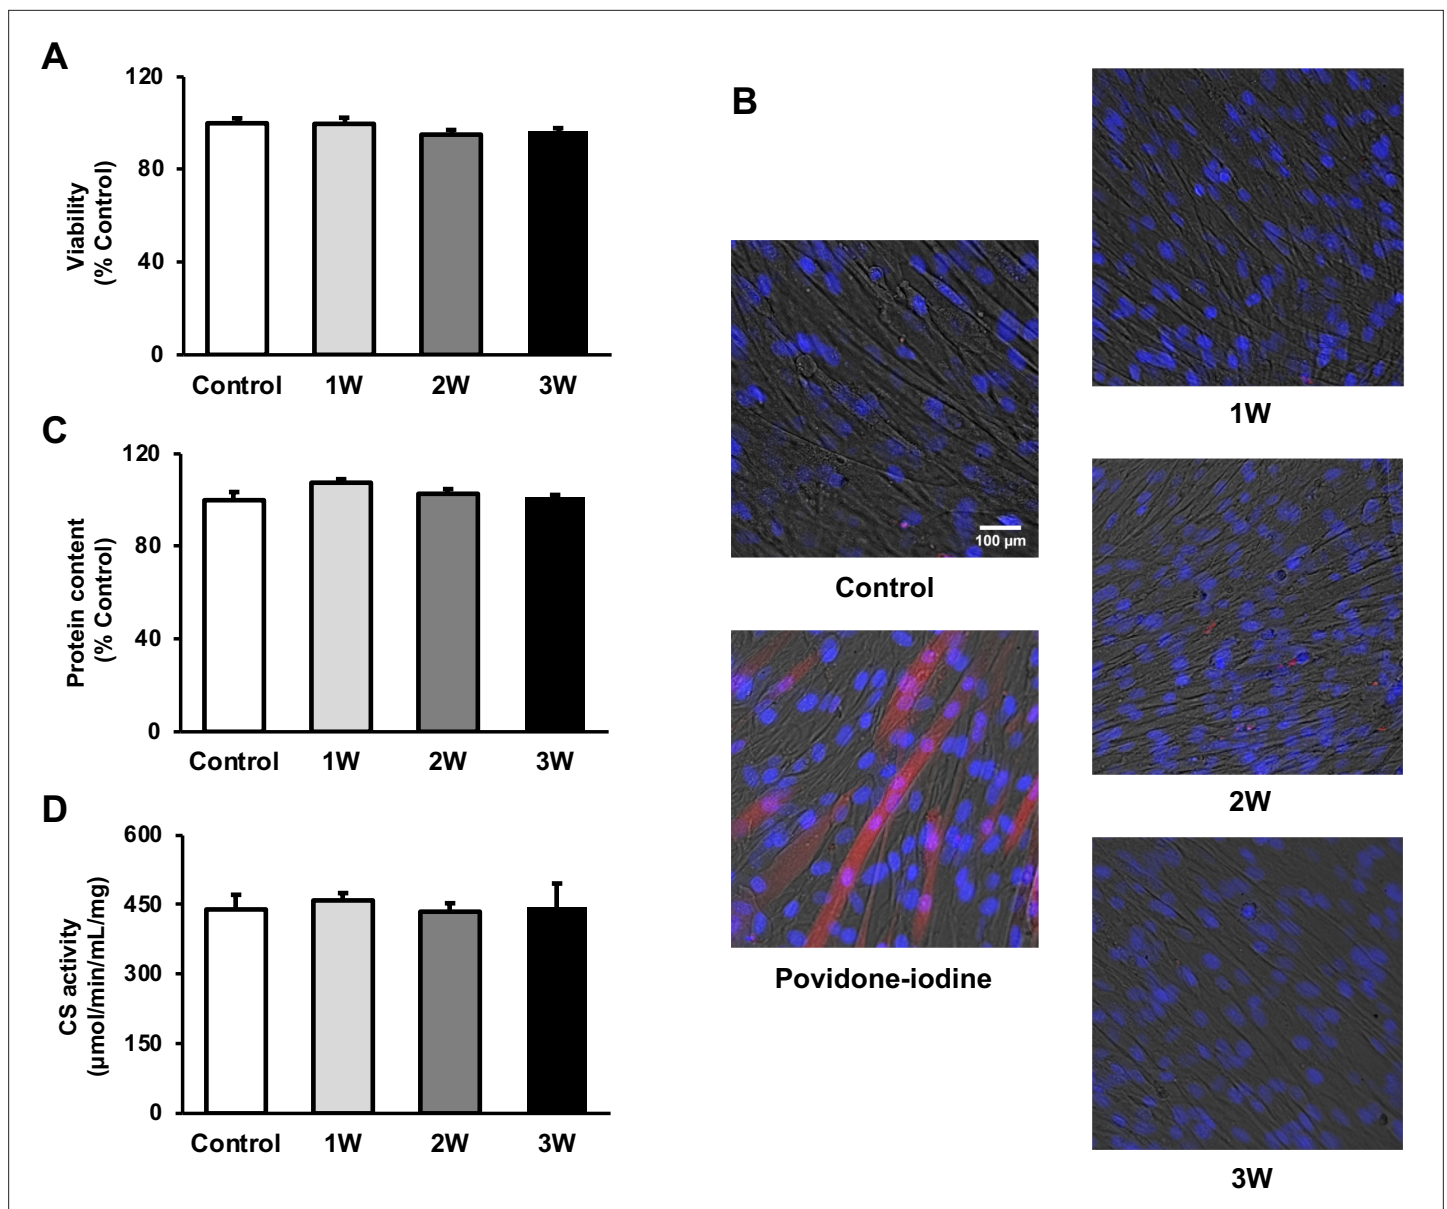 A
120
80
40
0
Viability
(% Control)
Control 1W 2W 3W
C
120
80
40
0
Protein content
(% Control)
Control 1W 2W 3W
D
600
450
300
150
0
CS activity
(µmol/min/mL/mg)
Control 1W 2W 3W
B
100 µm
Control
Povidone-iodine
1W
2W
3W